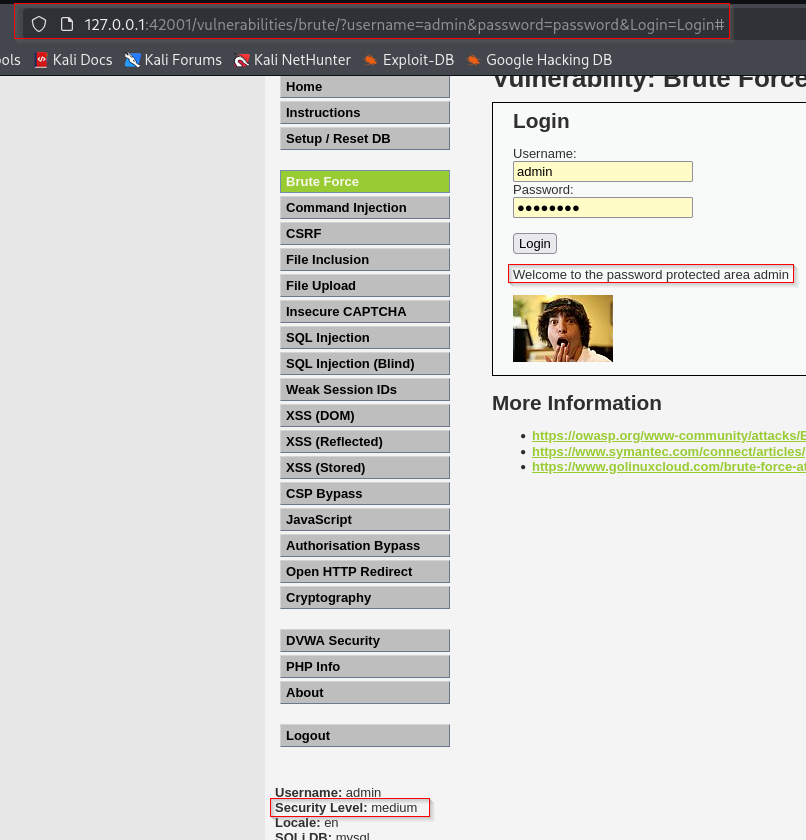 127.0.0.1:42001/vulnerabilities/brute/?username=admin&password=password&Login=Login#
ools Kali Docs Kali Forums Kali NetHunter Exploit-DB Google Hacking DB
Home
Instructions
Setup / Reset DB
Brute Force
Command Injection
CSRF
File Inclusion
File Upload
Insecure CAPTCHA
SQL Injection
SQL Injection (Blind)
Weak Session IDs
XSS (DOM)
XSS (Reflected)
XSS (Stored)
CSP Bypass
JavaScript
Authorisation Bypass
Open HTTP Redirect
Cryptography
DVWA Security
PHP Info
About
Logout
Username: admin
Security Level: medium
Locale: en
SQLi DB: mysql
Vulnerability: Brute Force
Login
Username:
admin
Password:
●●●●●●●●
Login
Welcome to the password protected area admin
More Information
• https://owasp.org/www-community/attacks/
• https://www.symantec.com/connect/articles/
• https://www.golinuxcloud.com/brute-force-at